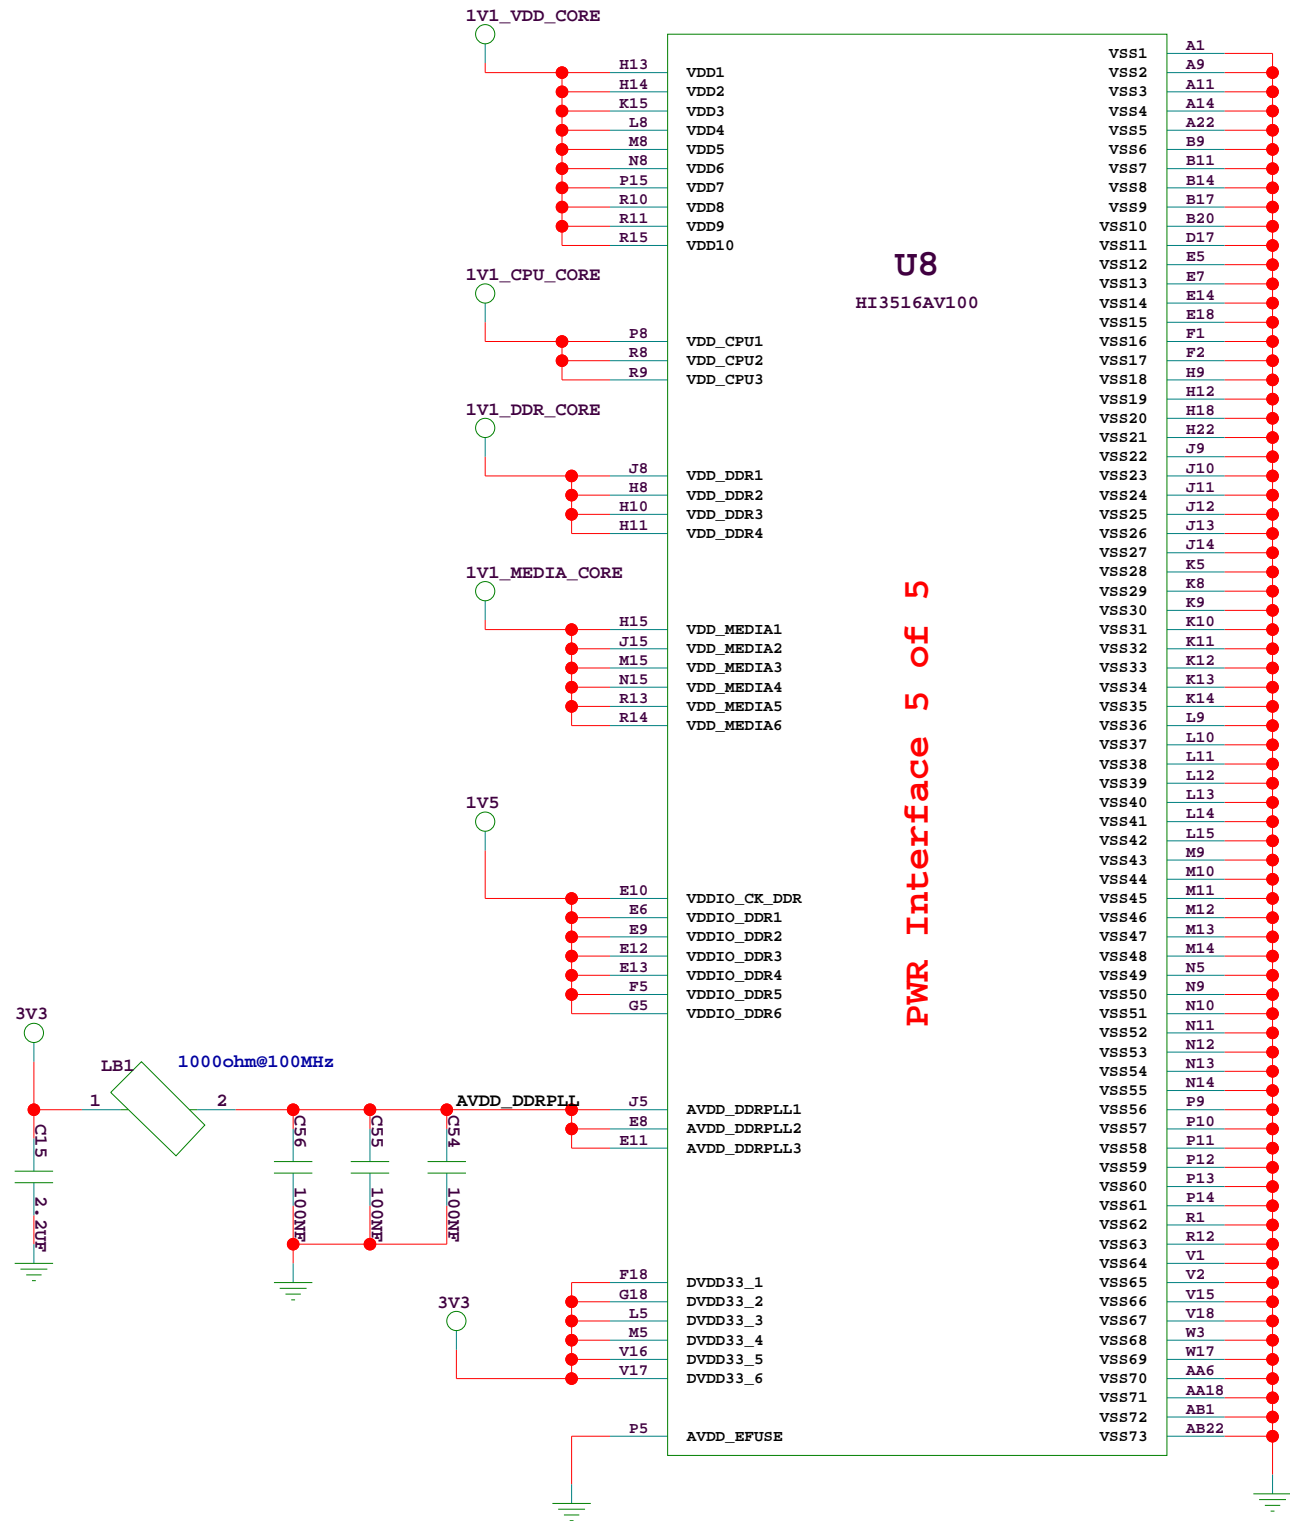 1V1_VDD_CORE
H13 VDD1
H14 VDD2
K15 VDD3
L8 VDD4
M8 VDD5
N8 VDD6
P15 VDD7
R10 VDD8
R11 VDD9
R15 VDD10
1V1_CPU_CORE
P8 VDD_CPU1
R8 VDD_CPU2
R9 VDD_CPU3
1V1_DDR_CORE
J8 VDD_DDR1
H8 VDD_DDR2
H10 VDD_DDR3
H11 VDD_DDR4
1V1_MEDIA_CORE
H15 VDD_MEDIA1
J15 VDD_MEDIA2
M15 VDD_MEDIA3
N15 VDD_MEDIA4
R13 VDD_MEDIA5
R14 VDD_MEDIA6
1V5
E10 VDDIO_CK_DDR
E6 VDDIO_DDR1
E9 VDDIO_DDR2
E12 VDDIO_DDR3
E13 VDDIO_DDR4
F5 VDDIO_DDR5
G5 VDDIO_DDR6
3V3
LB1 1000ohm@100MHz
1 2
AVDD_DDRPLL
J5 AVDD_DDRPLL1
E8 AVDD_DDRPLL2
E11 AVDD_DDRPLL3
C15 2.2UF
C56 100NF
C55 100NF
C54 100NF
3V3
F18 DVDD33_1
G18 DVDD33_2
L5 DVDD33_3
M5 DVDD33_4
V16 DVDD33_5
V17 DVDD33_6
P5 AVDD_EFUSE
U8
HI3516AV100
PWR Interface 5 of 5
VSS1 A1
VSS2 A9
VSS3 A11
VSS4 A14
VSS5 A22
VSS6 B9
VSS7 B11
VSS8 B14
VSS9 B17
VSS10 B20
VSS11 D17
VSS12 E5
VSS13 E7
VSS14 E14
VSS15 E18
VSS16 F1
VSS17 F2
VSS18 H9
VSS19 H12
VSS20 H18
VSS21 H22
VSS22 J9
VSS23 J10
VSS24 J11
VSS25 J12
VSS26 J13
VSS27 J14
VSS28 K5
VSS29 K8
VSS30 K9
VSS31 K10
VSS32 K11
VSS33 K12
VSS34 K13
VSS35 K14
VSS36 L9
VSS37 L10
VSS38 L11
VSS39 L12
VSS40 L13
VSS41 L14
VSS42 L15
VSS43 M9
VSS44 M10
VSS45 M11
VSS46 M12
VSS47 M13
VSS48 M14
VSS49 N5
VSS50 N9
VSS51 N10
VSS52 N11
VSS53 N12
VSS54 N13
VSS55 N14
VSS56 P9
VSS57 P10
VSS58 P11
VSS59 P12
VSS60 P13
VSS61 P14
VSS62 R1
VSS63 R12
VSS64 V1
VSS65 V2
VSS66 V15
VSS67 V18
VSS68 W3
VSS69 W17
VSS70 AA6
VSS71 AA18
VSS72 AB1
VSS73 AB22